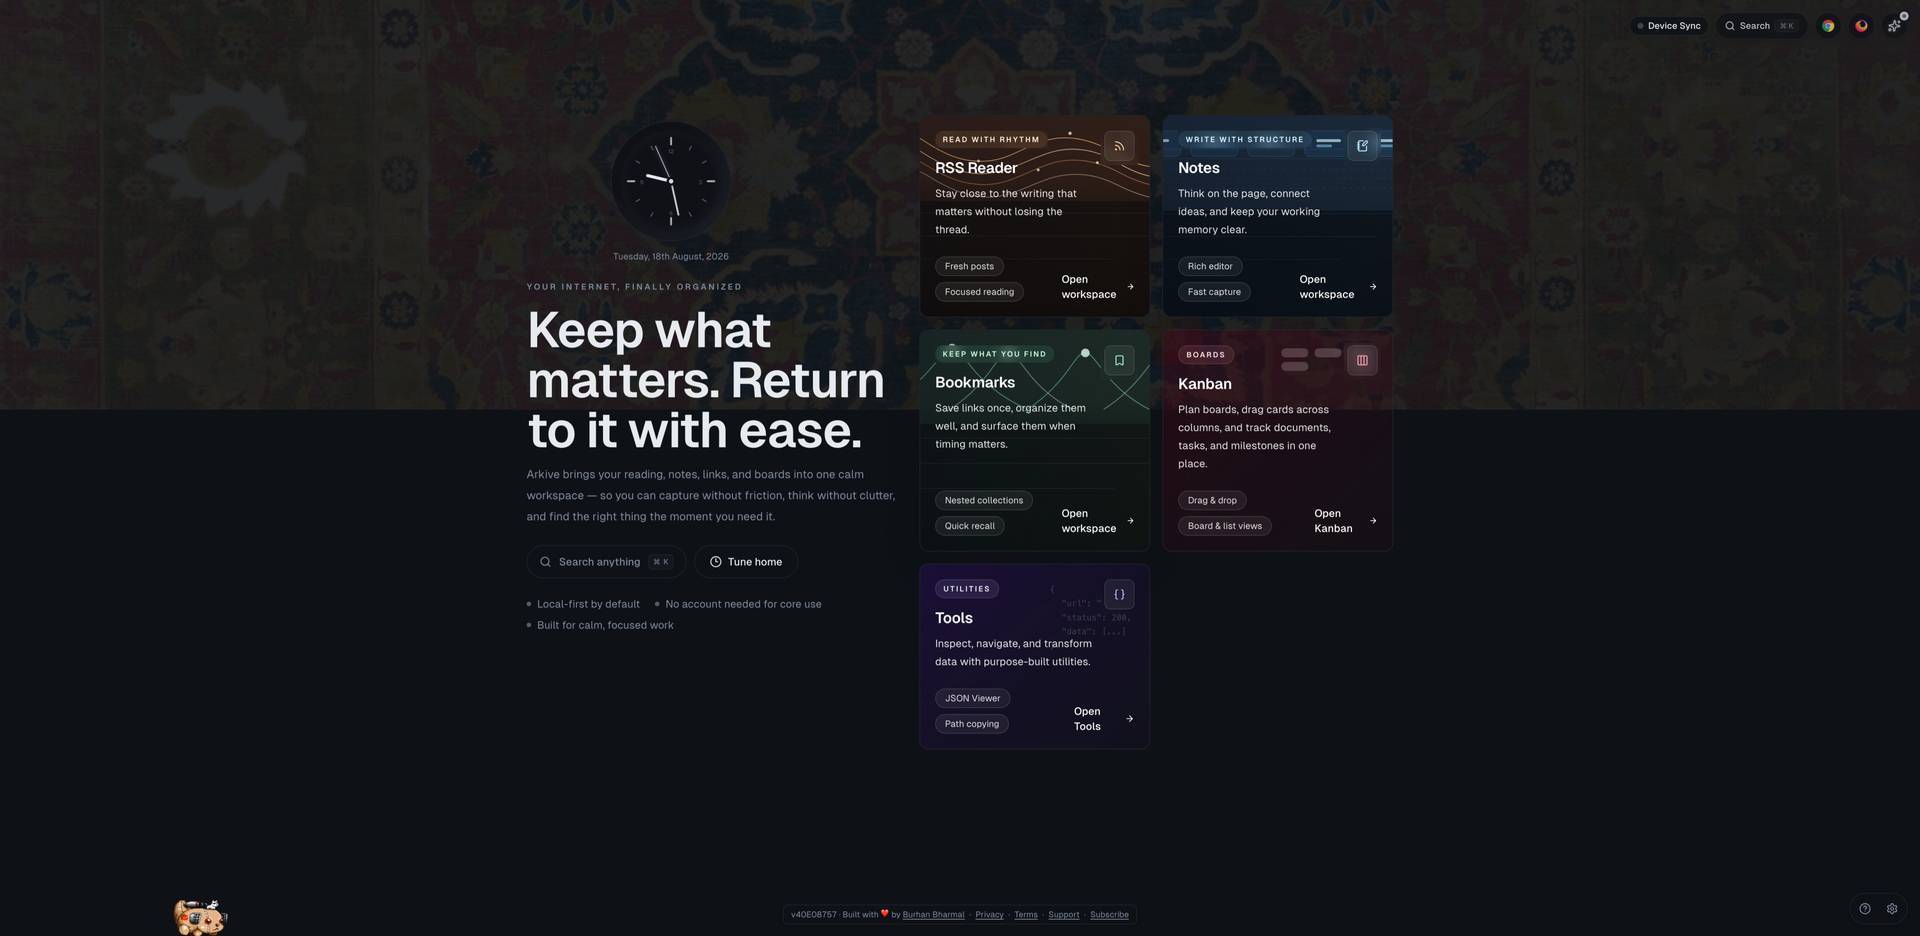 Device Sync
Search ⌘ K
Tuesday, 18th August, 2026
YOUR INTERNET, FINALLY ORGANIZED
Keep what
matters. Return
to it with ease.
Arkive brings your reading, notes, links, and boards into one calm
workspace — so you can capture without friction, think without clutter,
and find the right thing the moment you need it.
Search anything ⌘ K
Tune home
Local-first by default
No account needed for core use
Built for calm, focused work
READ WITH RHYTHM
RSS Reader
Stay close to the writing that
matters without losing the
thread.
Fresh posts
Focused reading
Open
workspace →
WRITE WITH STRUCTURE
Notes
Think on the page, connect
ideas, and keep your working
memory clear.
Rich editor
Fast capture
Open
workspace →
KEEP WHAT YOU FIND
Bookmarks
Save links once, organize them
well, and surface them when
timing matters.
Nested collections
Quick recall
Open
workspace →
BOARDS
Kanban
Plan boards, drag cards across
columns, and track documents,
tasks, and milestones in one
place.
Drag & drop
Board & list views
Open
Kanban →
UTILITIES
{
"url": "
"status": 200,
"data": [...]
{ }
Tools
Inspect, navigate, and transform
data with purpose-built utilities.
JSON Viewer
Path copying
Open
Tools →
v40E08757 · Built with ❤️ by Burhan Bharmal · Privacy · Terms · Support · Subscribe